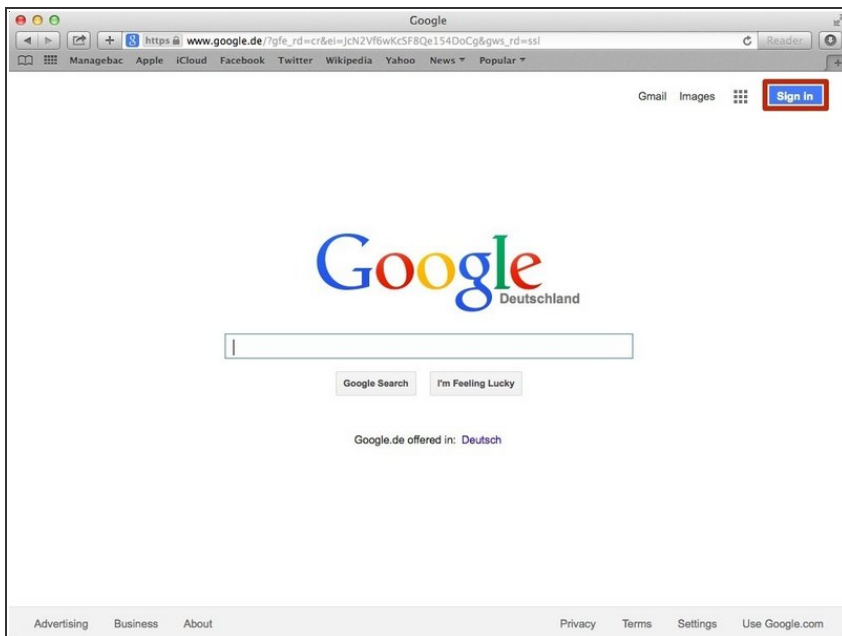 Google
https www.google.de/?gfe_rd=cr&ei=JcN2Vf6wKcSF8Qe154DoCg&gws_rd=ssl
Reader
Managebac Apple iCloud Facebook Twitter Wikipedia Yahoo News Popular
Gmail Images Sign in
Google
Deutschland
Google Search I'm Feeling Lucky
Google.de offered in: Deutsch
Advertising Business About Privacy Terms Settings Use Google.com